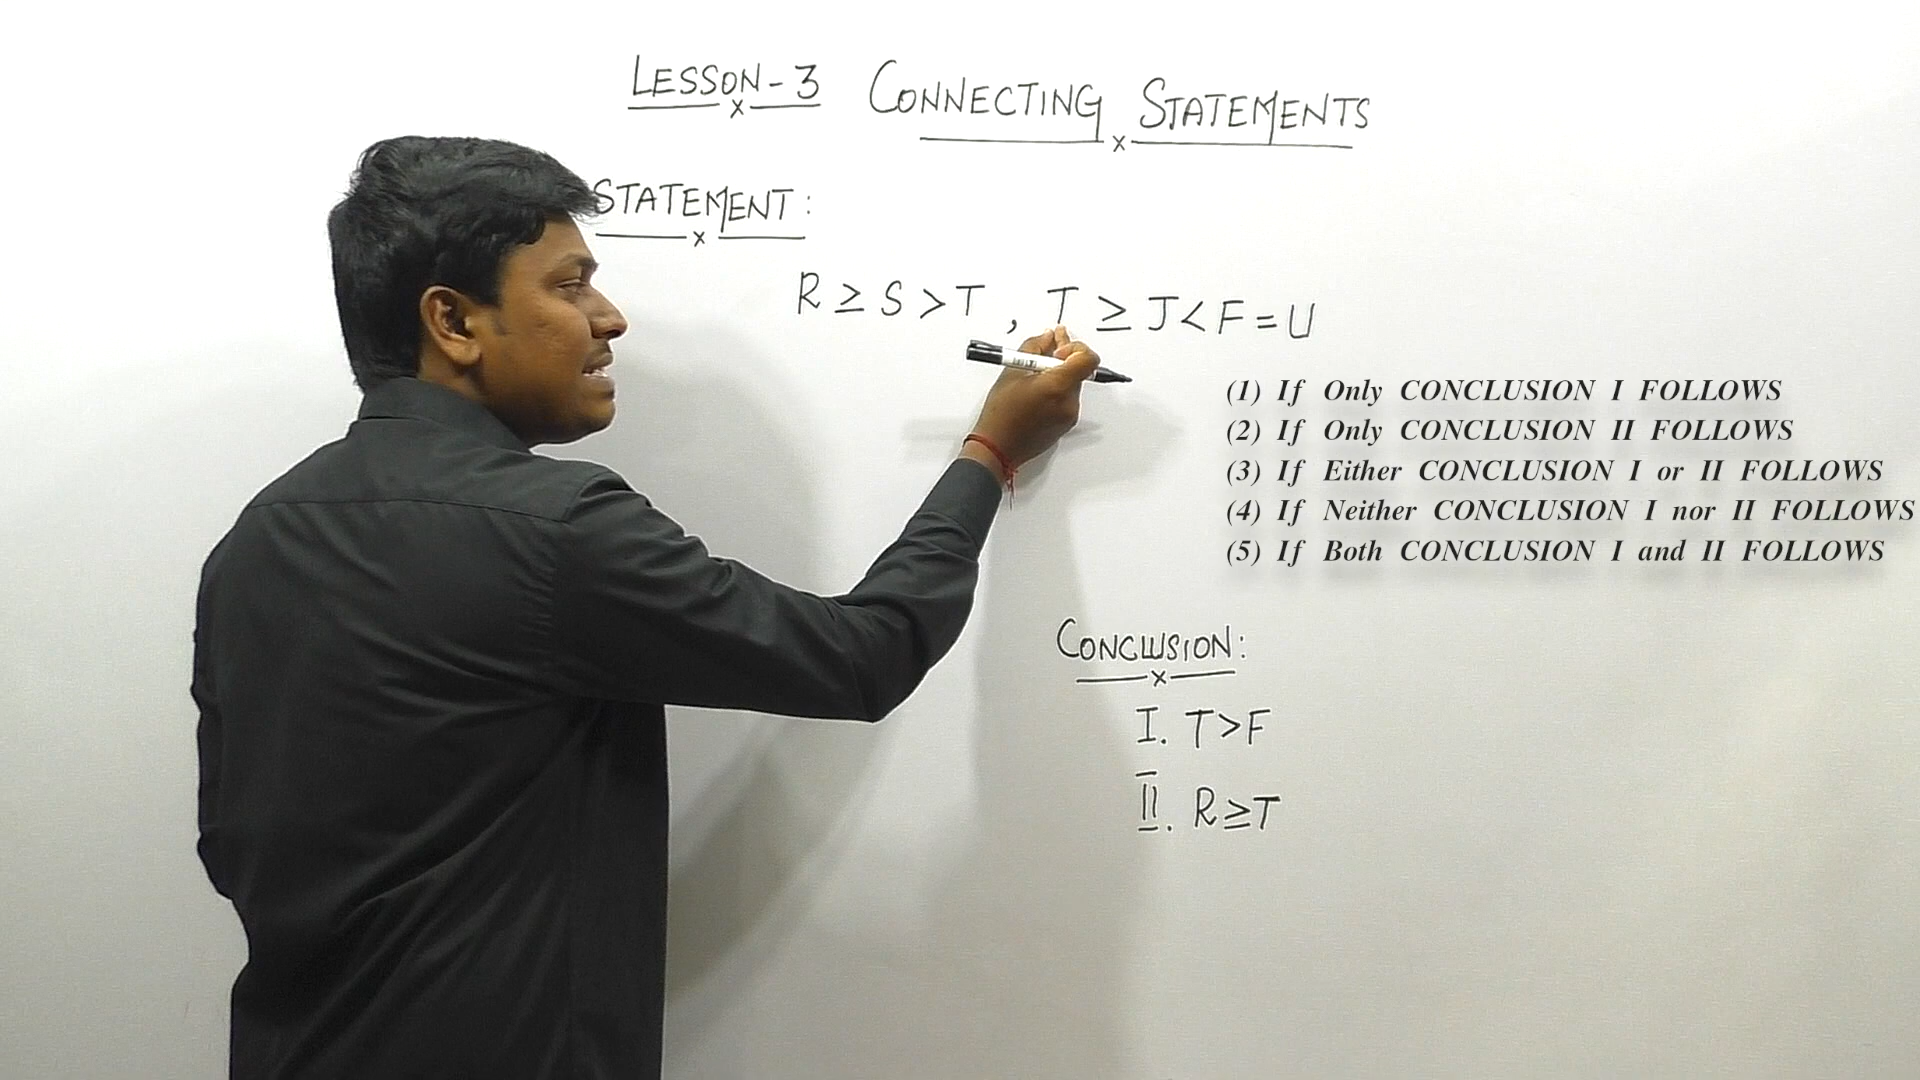 LESSON-3 CONNECTING STATEMENTS
STATEMENT:
R ≥ S > T , T ≥ J < F = U
(1) If Only CONCLUSION I FOLLOWS
(2) If Only CONCLUSION II FOLLOWS
(3) If Either CONCLUSION I or II FOLLOWS
(4) If Neither CONCLUSION I nor II FOLLOWS
(5) If Both CONCLUSION I and II FOLLOWS
CONCLUSION:
I. T > F
II. R ≥ T